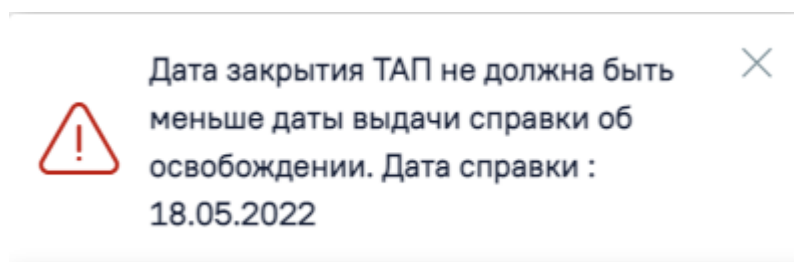 Дата закрытия ТАП не должна быть
меньше даты выдачи справки об
освобождении. Дата справки :
18.05.2022